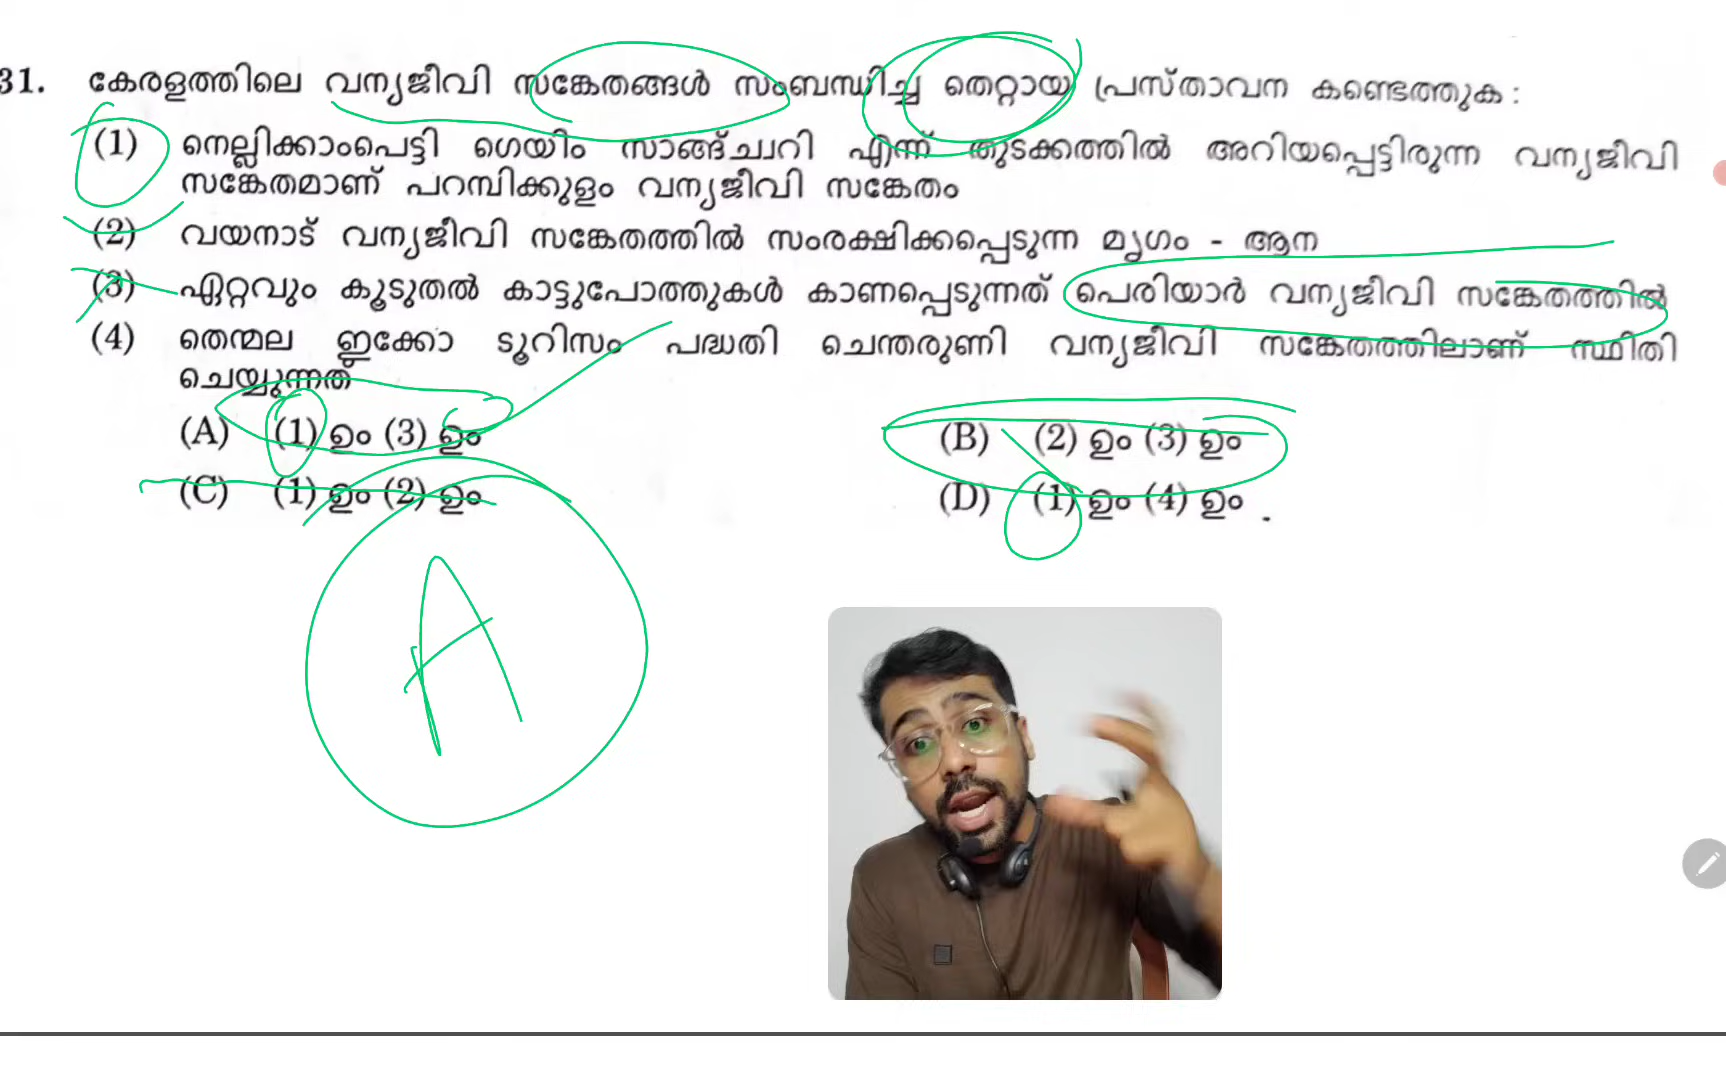 31. കേരളത്തിലെ വന്യജീവി സങ്കേതങ്ങൾ സംബന്ധിച്ച തെറ്റായ പ്രസ്താവന കണ്ടെത്തുക :
(1) നെല്ലിക്കാംപെട്ടി ഗെയിം സാങ്ങ്ച്വറി എന്ന് തുടക്കത്തിൽ അറിയപ്പെട്ടിരുന്ന വന്യജീവി
സങ്കേതമാണ് പറമ്പിക്കുളം വന്യജീവി സങ്കേതം
(2) വയനാട് വന്യജീവി സങ്കേതത്തിൽ സംരക്ഷിക്കപ്പെടുന്ന മൃഗം - ആന
(3) ഏറ്റവും കൂടുതൽ കാട്ടുപോത്തുകൾ കാണപ്പെടുന്നത് പെരിയാർ വന്യജീവി സങ്കേതത്തിൽ
(4) തെന്മല ഇക്കോ ടൂറിസം പദ്ധതി ചെന്തരുണി വന്യജീവി സങ്കേതത്തിലാണ് സ്ഥിതി
ചെയ്യുന്നത്
(A) (1) ഉം (3) ഉം (B) (2) ഉം (3) ഉം
(C) (1) ഉം (2) ഉം (D) (1) ഉം (4) ഉം .
A